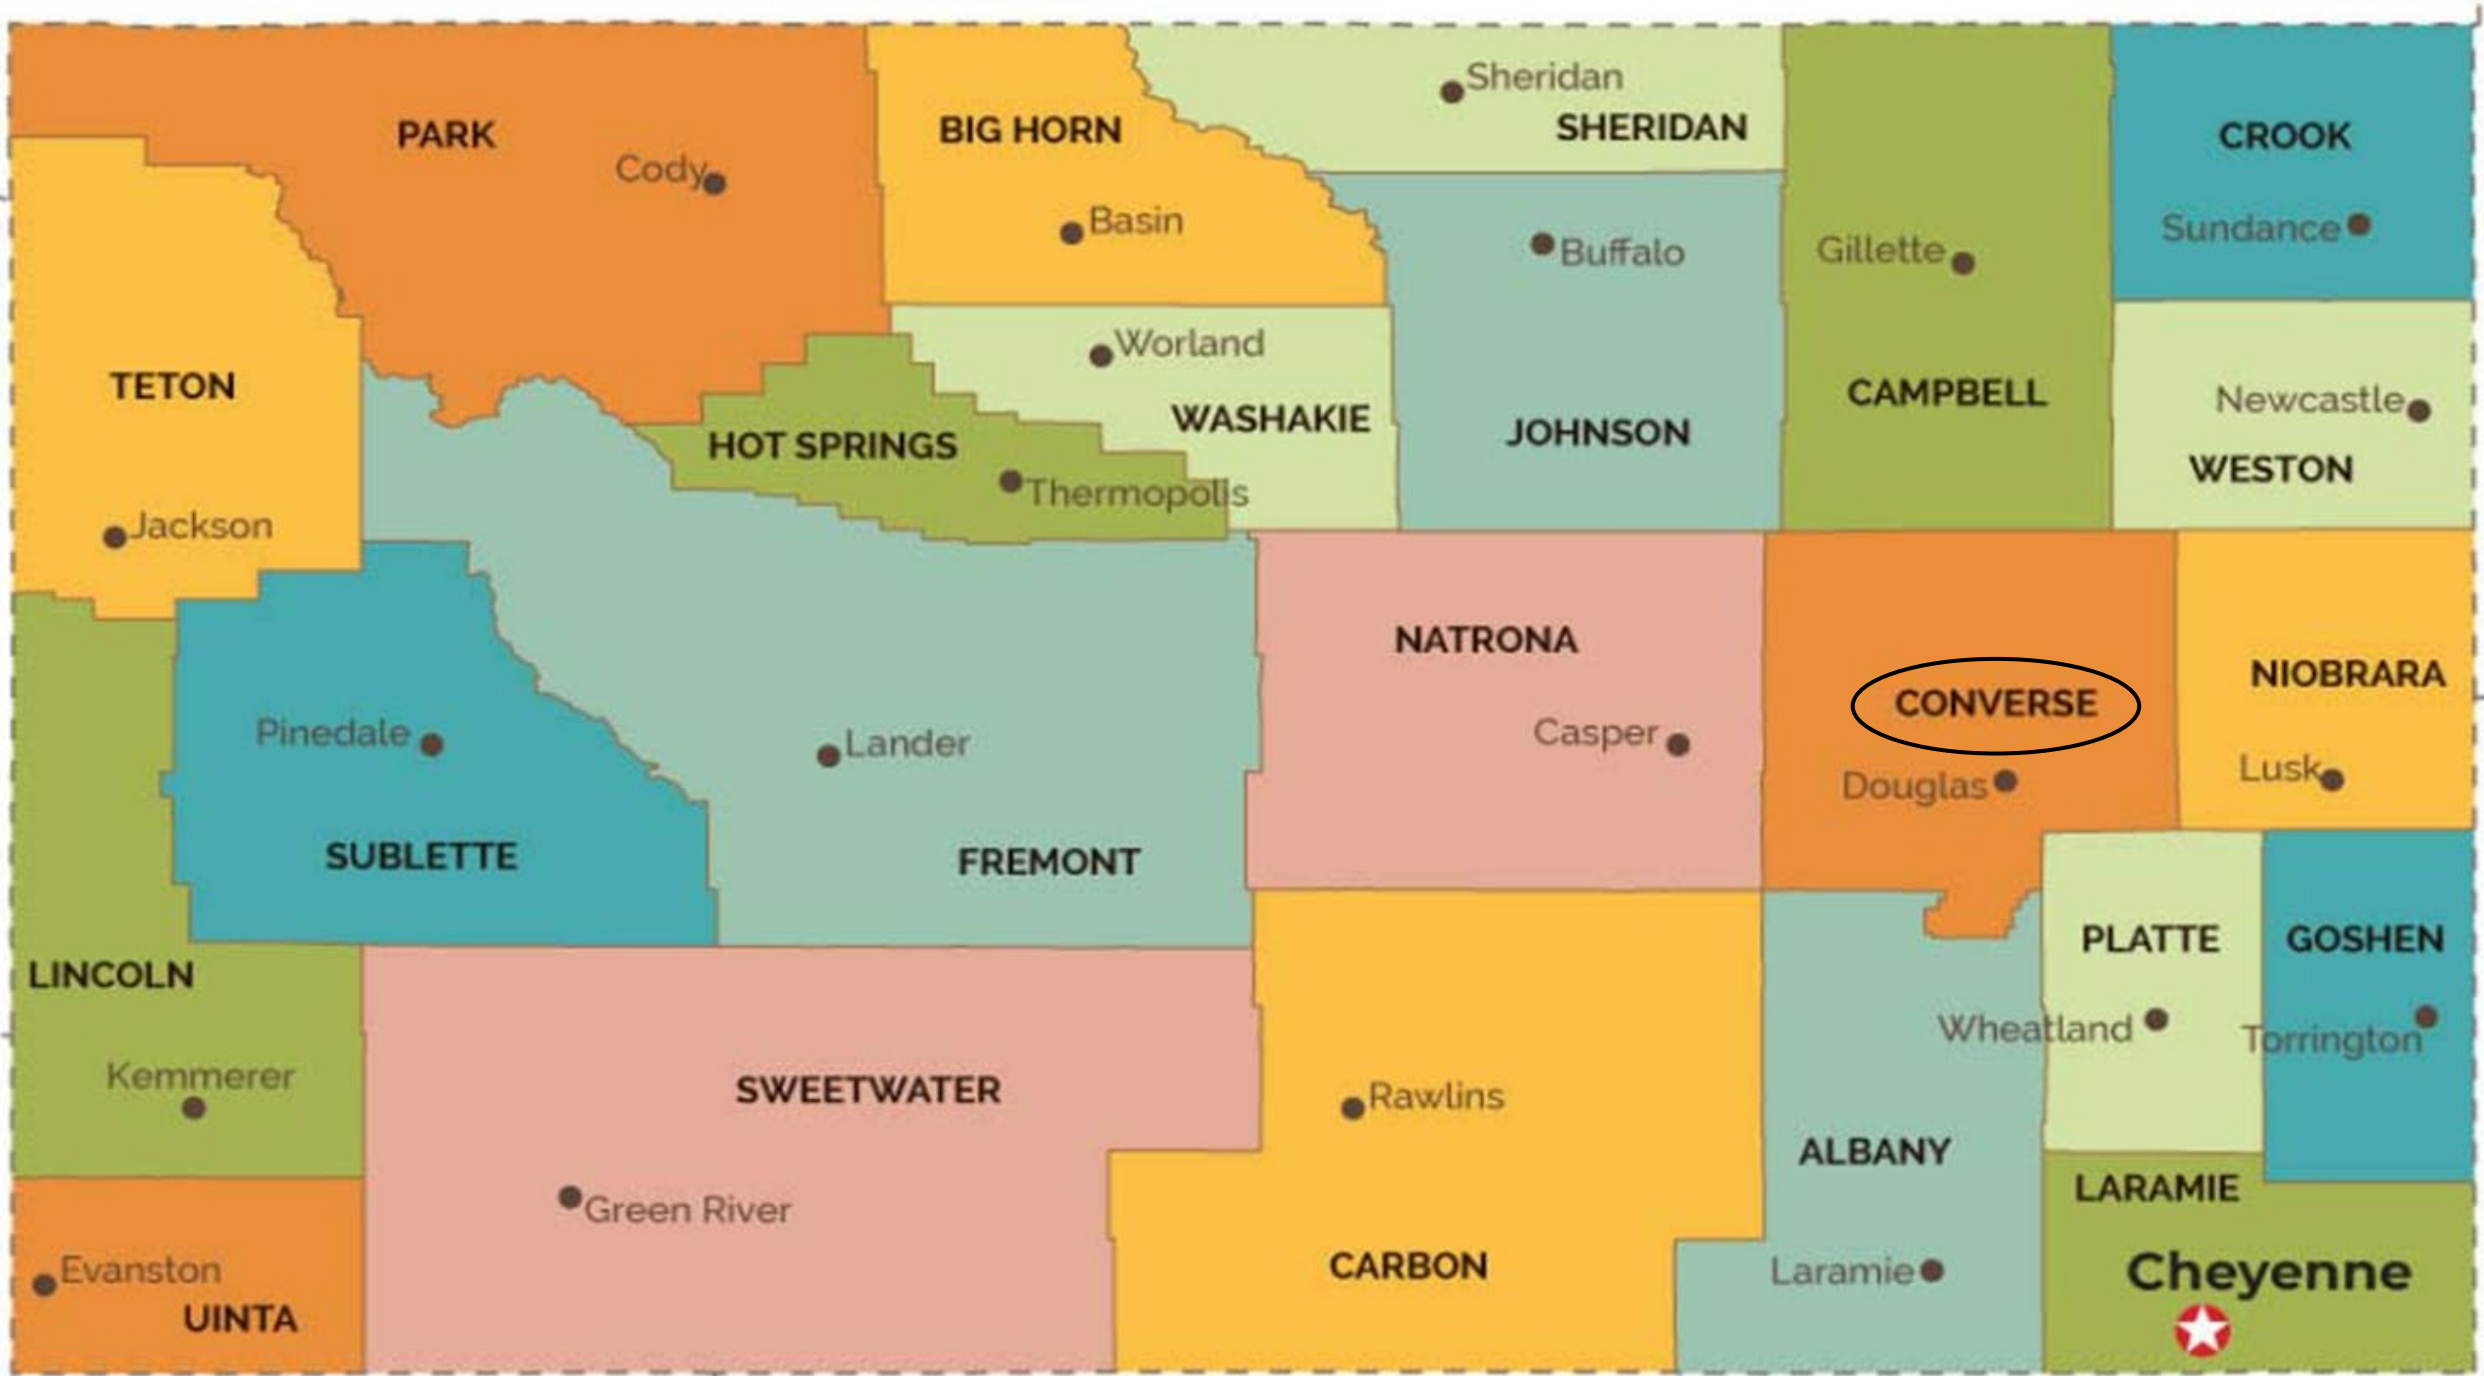 Sheridan
SHERIDAN
PARK
BIG HORN
CROOK
Cody
Basin
Sundance
Buffalo
Gillette
Worland
TETON
CAMPBELL
Newcastle
WASHAKIE
JOHNSON
HOT SPRINGS
WESTON
Thermopolis
Jackson
NATRONA
NIOBRARA
CONVERSE
Pinedale
Lander
Casper
Douglas
Lusk
SUBLETTE
FREMONT
PLATTE
GOSHEN
LINCOLN
Wheatland
Torrington
Kemmerer
SWEETWATER
Rawlins
ALBANY
LARAMIE
Green River
Evanston
CARBON
Laramie
Cheyenne
UINTA